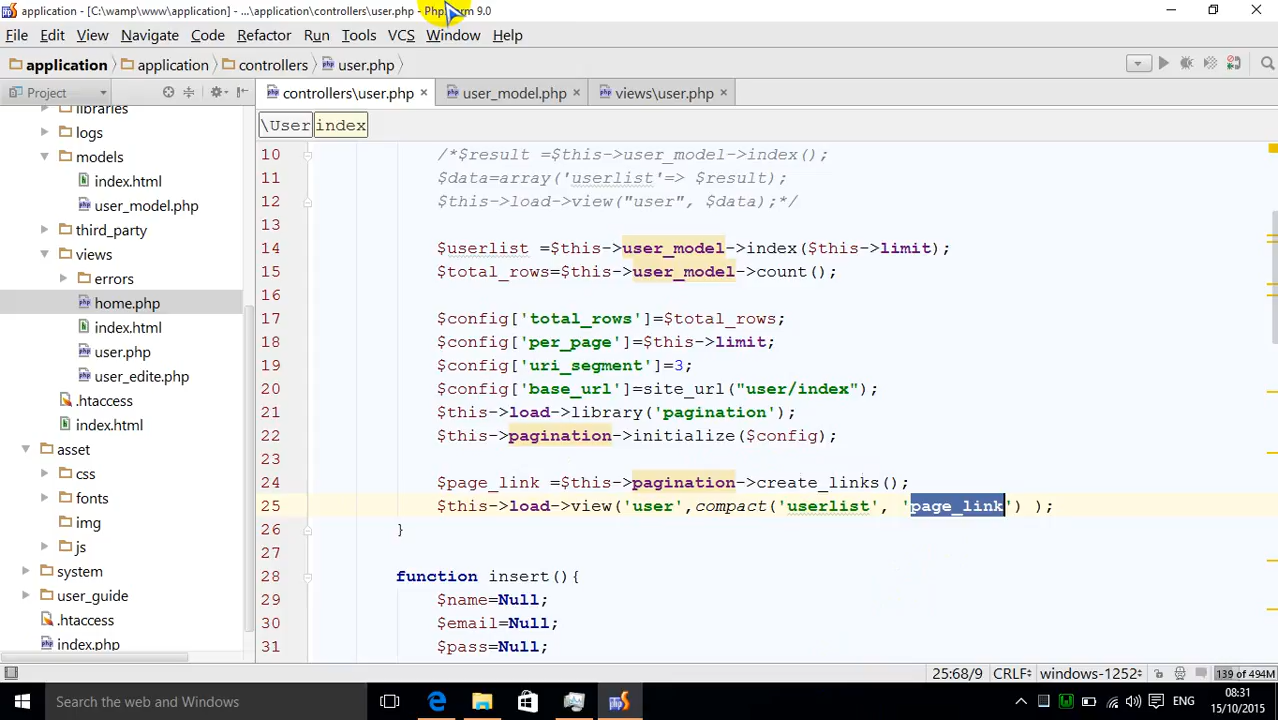 application - [C:\wamp\www\application] - ...\application\controllers\user.php - PhpStorm 9.0
File Edit View Navigate Code Refactor Run Tools VCS Window Help
application application controllers user.php
Project
controllers\user.php user_model.php views\user.php
\User index
libraries
logs
models
index.html
user_model.php
third_party
views
errors
home.php
index.html
user.php
user_edite.php
.htaccess
index.html
asset
css
fonts
img
js
system
user_guide
.htaccess
index.php
10 /*$result =$this->user_model->index();
11 $data=array('userlist'=> $result);
12 $this->load->view("user", $data);*/
13
14 $userlist =$this->user_model->index($this->limit);
15 $total_rows=$this->user_model->count();
16
17 $config['total_rows']=$total_rows;
18 $config['per_page']=$this->limit;
19 $config['uri_segment']=3;
20 $config['base_url']=site_url("user/index");
21 $this->load->library('pagination');
22 $this->pagination->initialize($config);
23
24 $page_link =$this->pagination->create_links();
25 $this->load->view('user',compact('userlist', 'page_link') );
26 }
27
28 function insert(){
29 $name=Null;
30 $email=Null;
31 $pass=Null;
25:68/9 CRLF windows-1252 139 of 494M
Search the web and Windows
ENG
08:31
15/10/2015